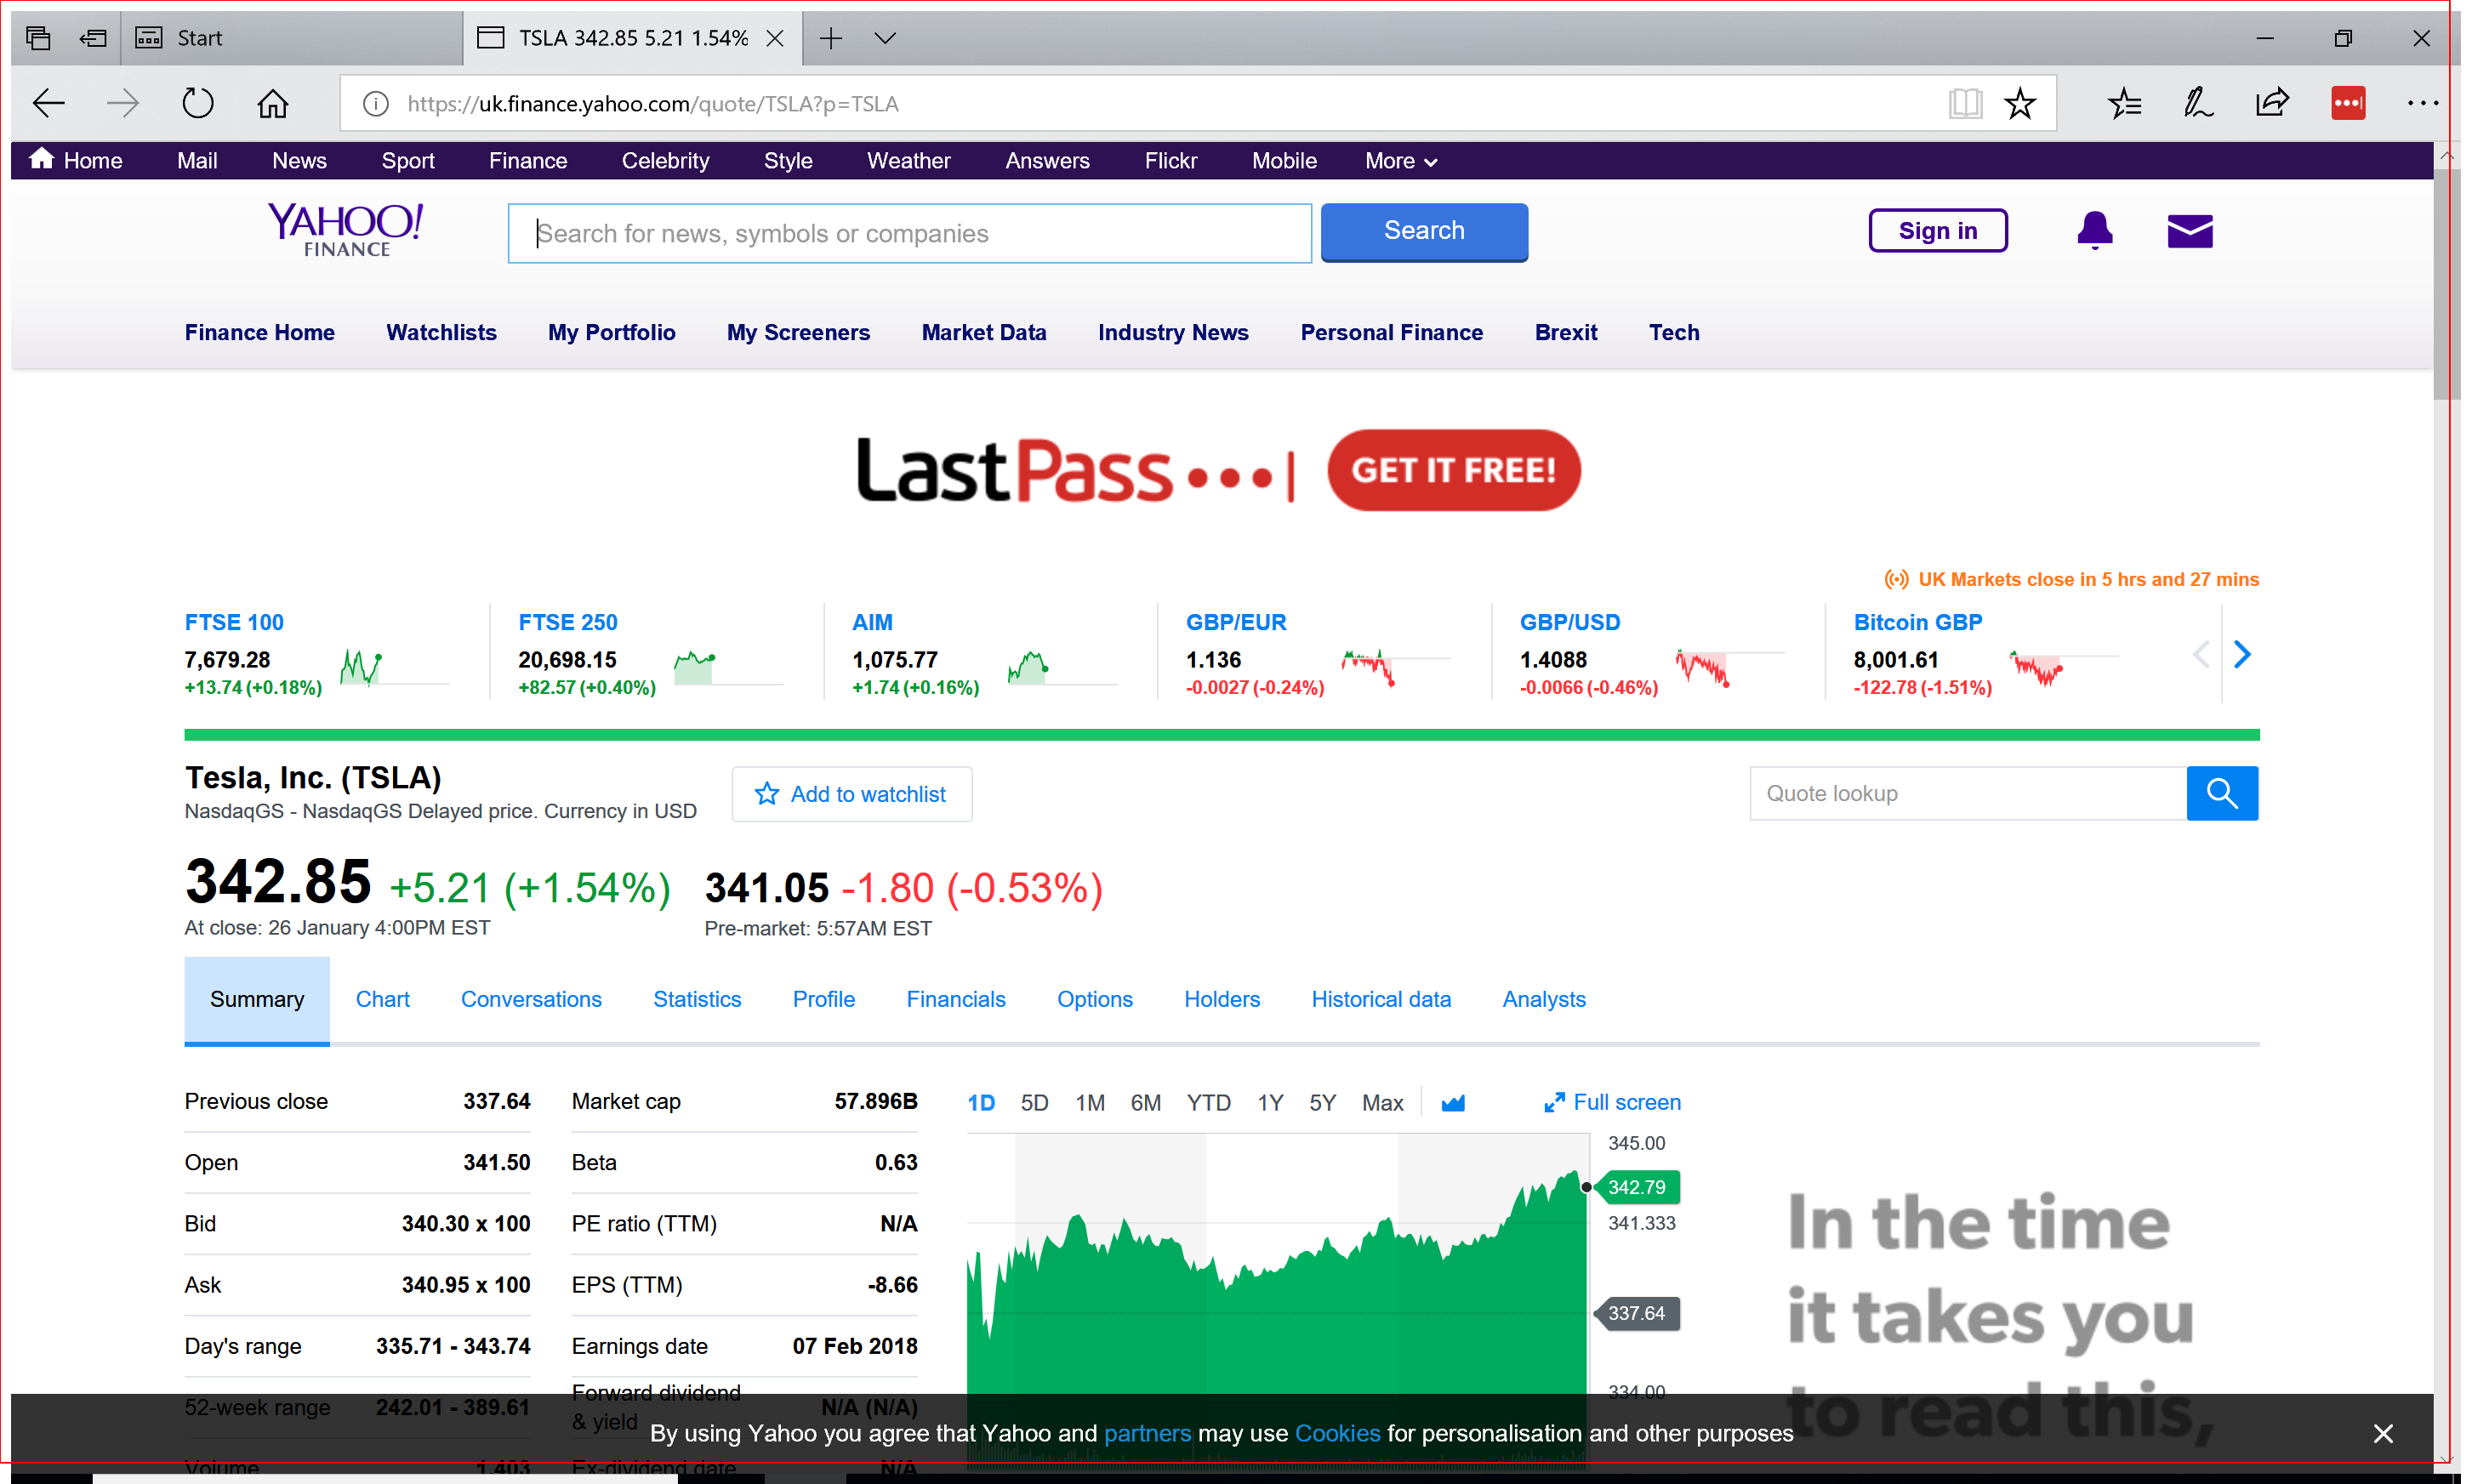 Start
TSLA 342.85 5.21 1.54%
https://uk.finance.yahoo.com/quote/TSLA?p=TSLA
Home Mail News Sport Finance Celebrity Style Weather Answers Flickr Mobile More
YAHOO!
FINANCE
Search for news, symbols or companies
Search
Sign in
Finance Home Watchlists My Portfolio My Screeners Market Data Industry News Personal Finance Brexit Tech
LastPass GET IT FREE!
UK Markets close in 5 hrs and 27 mins
FTSE 100 FTSE 250 AIM GBP/EUR GBP/USD Bitcoin GBP
7,679.28 20,698.15 1,075.77 1.136 1.4088 8,001.61
+13.74 (+0.18%) +82.57 (+0.40%) +1.74 (+0.16%) -0.0027 (-0.24%) -0.0066 (-0.46%) -122.78 (-1.51%)
Tesla, Inc. (TSLA)
NasdaqGS - NasdaqGS Delayed price. Currency in USD
Add to watchlist
Quote lookup
342.85 +5.21 (+1.54%) 341.05 -1.80 (-0.53%)
At close: 26 January 4:00PM EST Pre-market: 5:57AM EST
Summary Chart Conversations Statistics Profile Financials Options Holders Historical data Analysts
Previous close 337.64
Open 341.50
Bid 340.30 x 100
Ask 340.95 x 100
Day's range 335.71 - 343.74
52-week range 242.01 - 389.61
Volume 1,403
Market cap 57.896B
Beta 0.63
PE ratio (TTM) N/A
EPS (TTM) -8.66
Earnings date 07 Feb 2018
Forward dividend
& yield N/A (N/A)
Ex-dividend date N/A
1D 5D 1M 6M YTD 1Y 5Y Max Full screen
345.00
342.79
341.333
337.64
334.00
In the time
it takes you
to read this,
By using Yahoo you agree that Yahoo and partners may use Cookies for personalisation and other purposes